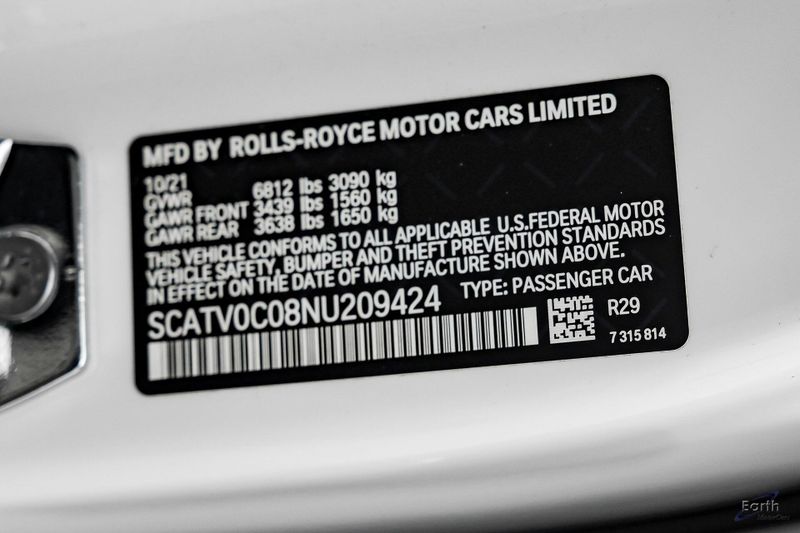 MFD BY ROLLS-ROYCE MOTOR CARS LIMITED
10/21
GVWR 6812 lbs 3090 kg
GAWR FRONT 3439 lbs 1560 kg
GAWR REAR 3638 lbs 1650 kg
THIS VEHICLE CONFORMS TO ALL APPLICABLE U.S.FEDERAL MOTOR
VEHICLE SAFETY, BUMPER AND THEFT PREVENTION STANDARDS
IN EFFECT ON THE DATE OF MANUFACTURE SHOWN ABOVE.
SCATV0C08NU209424 TYPE: PASSENGER CAR
R29
7 315 814
Earth
MotorCars